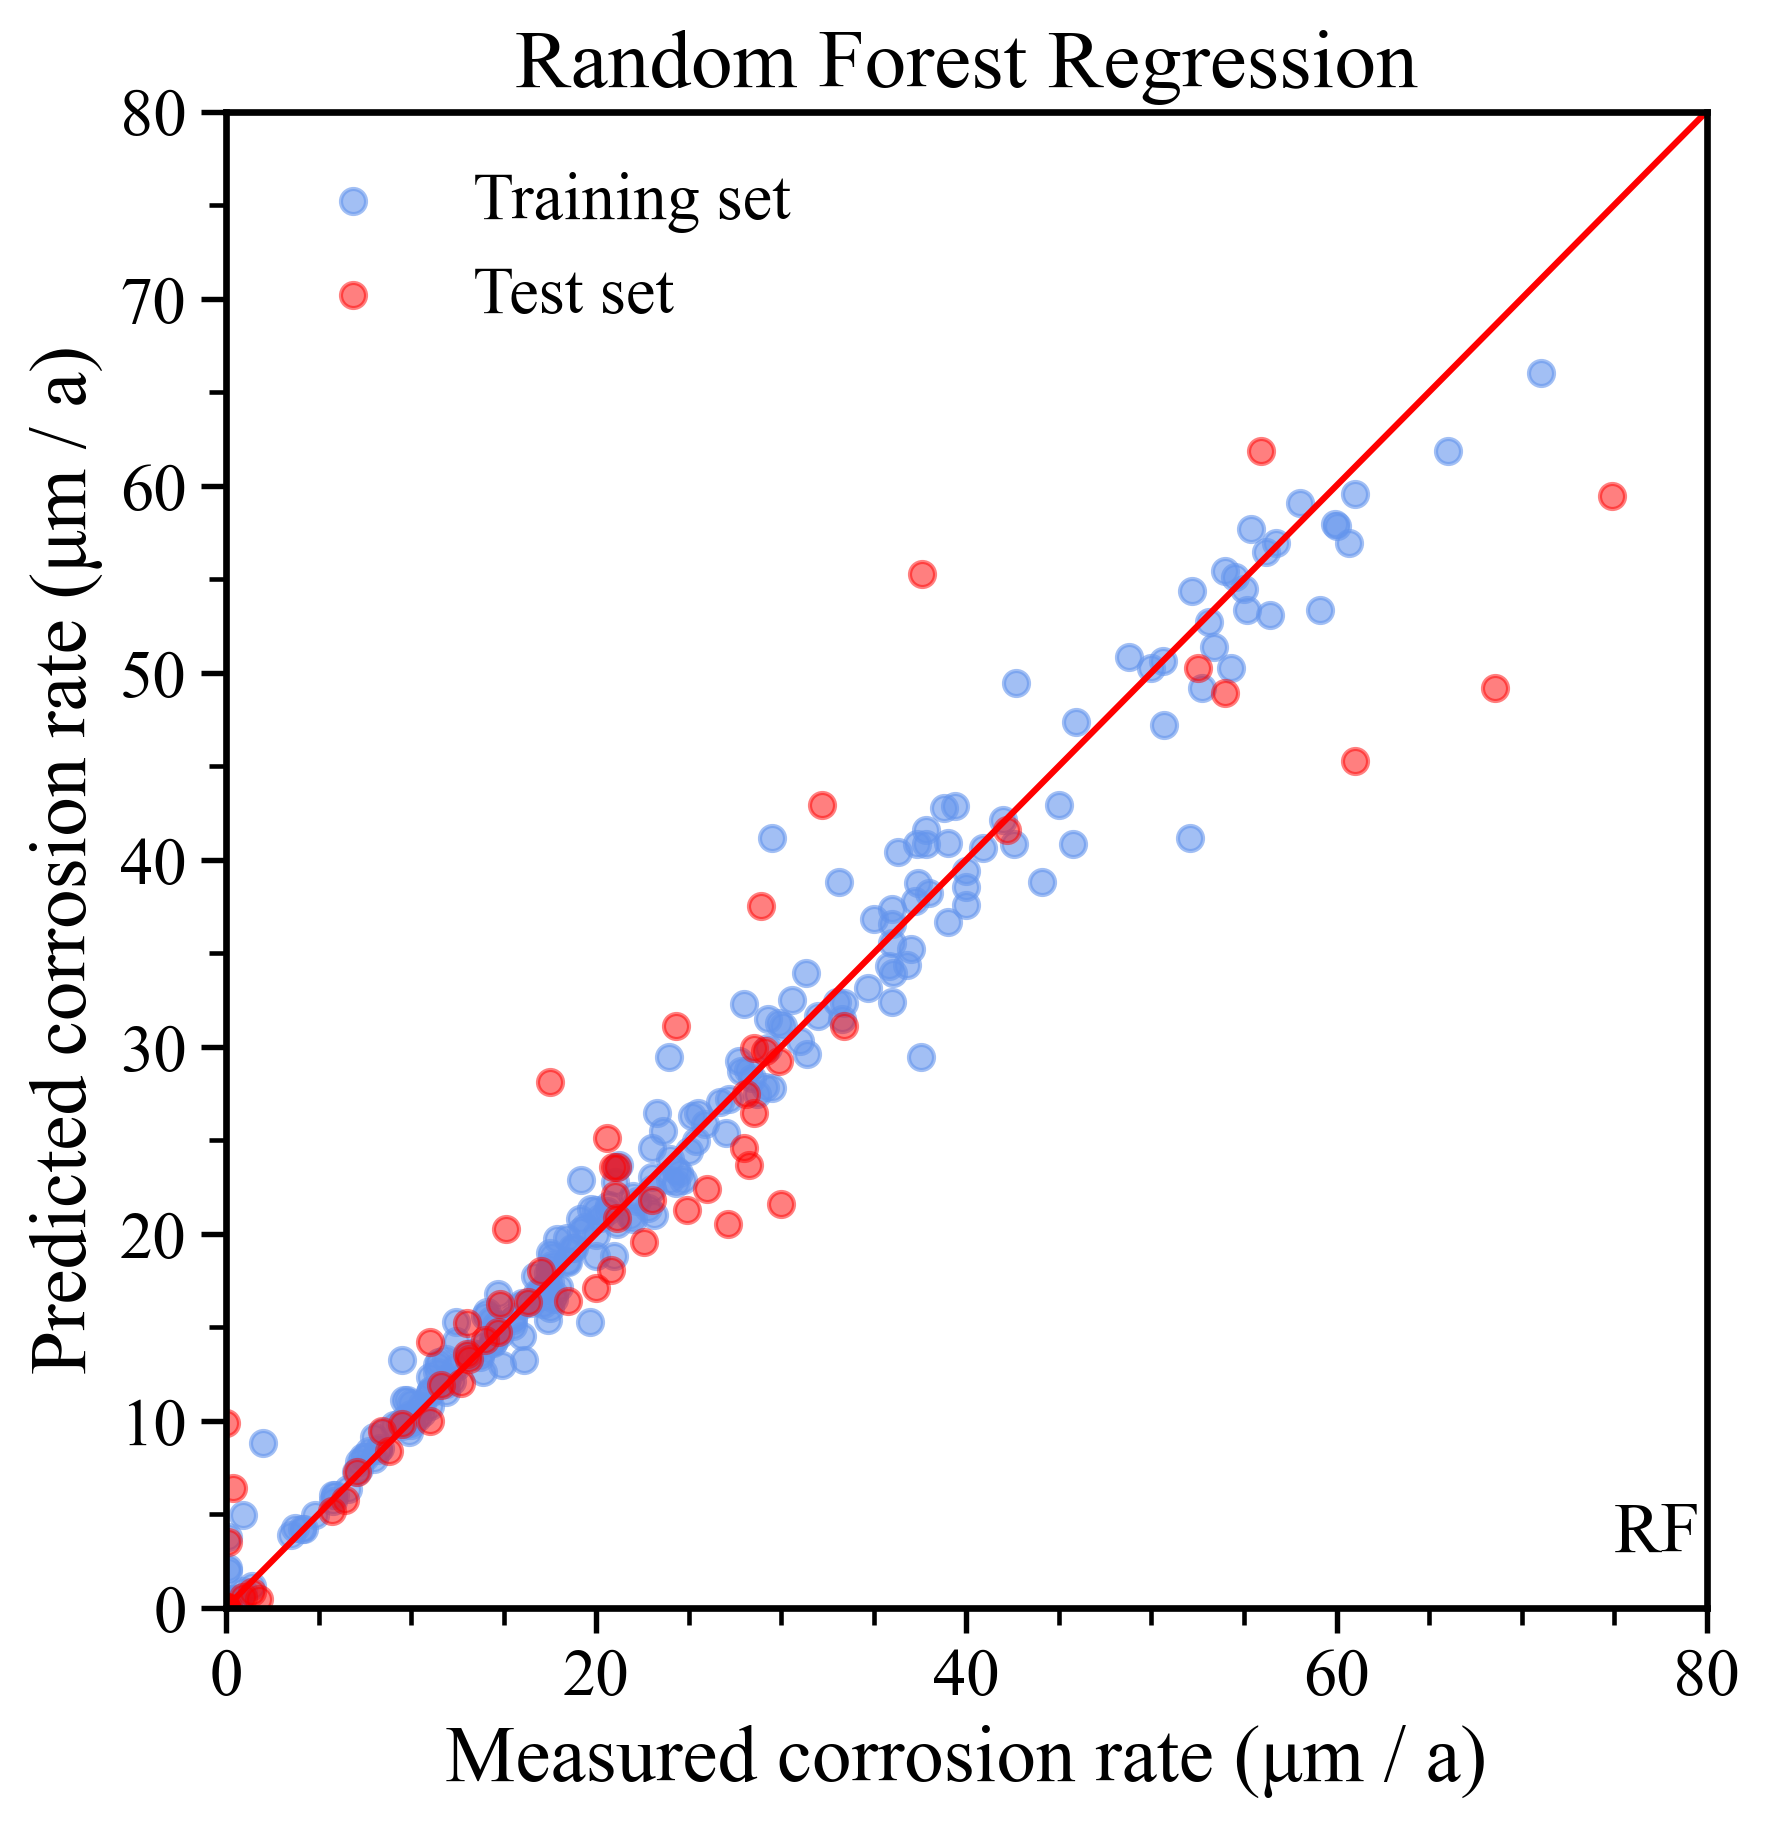 Random Forest Regression
80
Training set
70
Test set
60
50
40
30
20
10
0
Predicted corrosion rate (μm / a)
RF
0 20 40 60 80
Measured corrosion rate (μm / a)